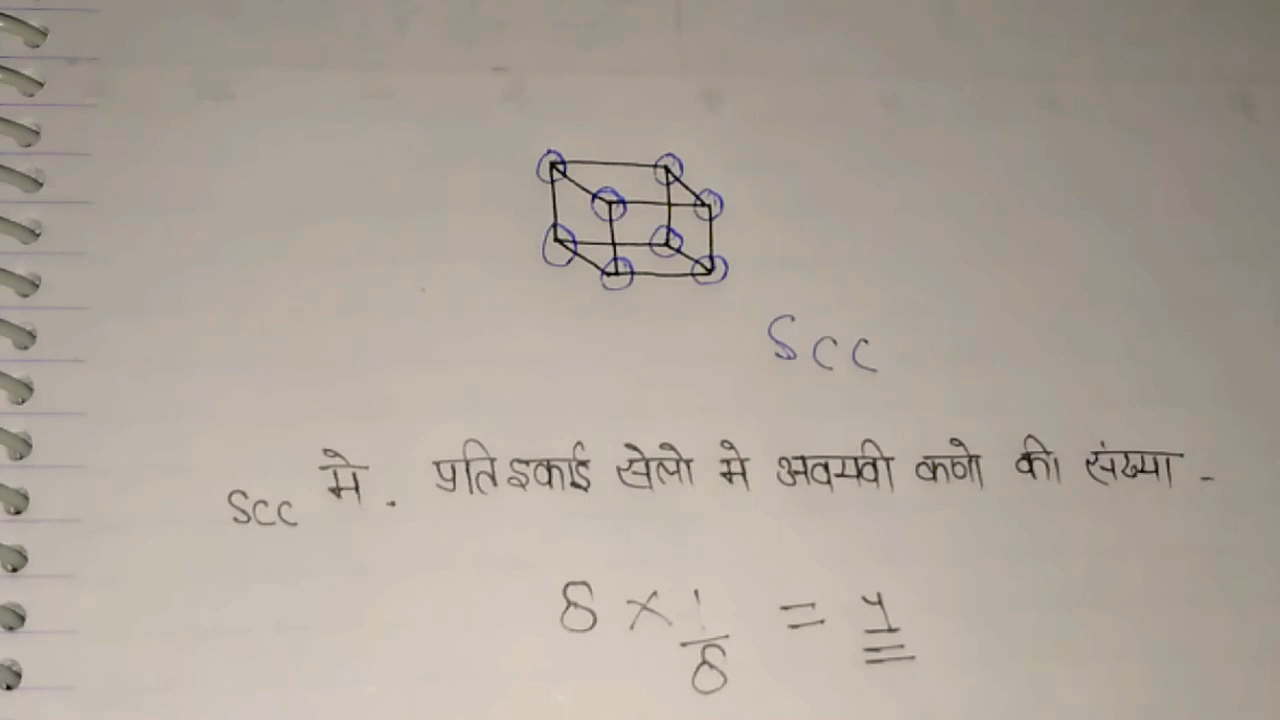 SCC
SCC मे. प्रति इकाई सेलो मे अवयवी कणो की संख्या -
8 × 1/8 = 1